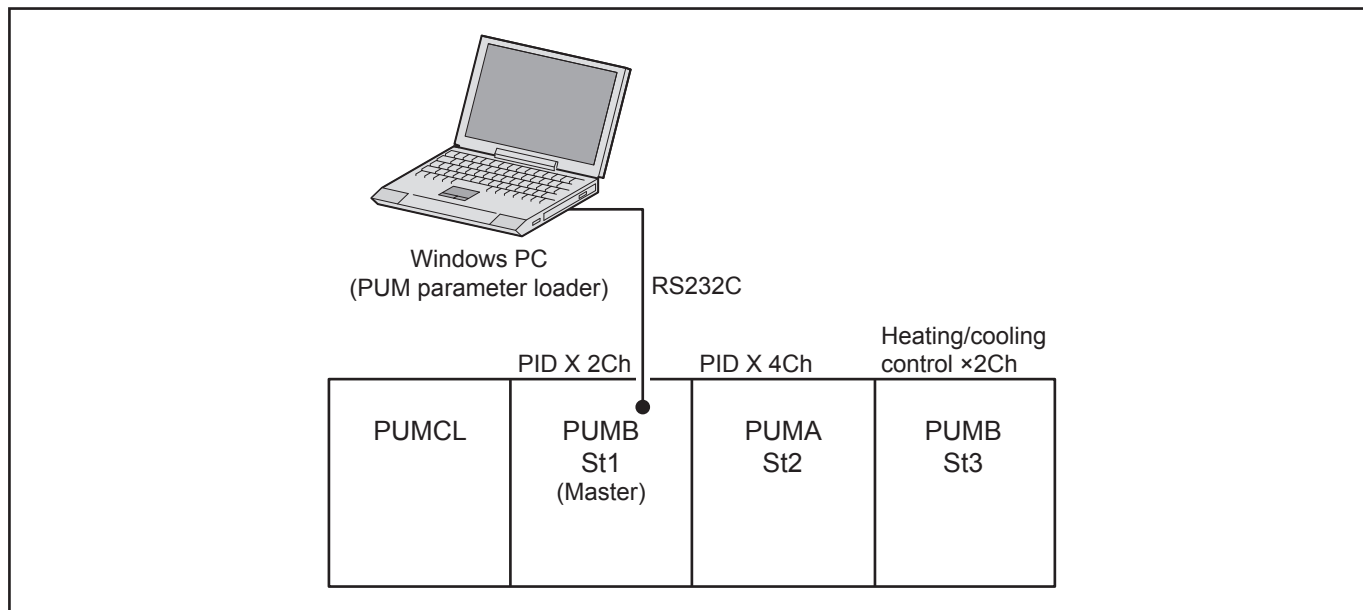 Windows PC
(PUM parameter loader)
RS232C
PID X 2Ch
PID X 4Ch
Heating/cooling
control ×2Ch
PUMCL
PUMB
St1
(Master)
PUMA
St2
PUMB
St3